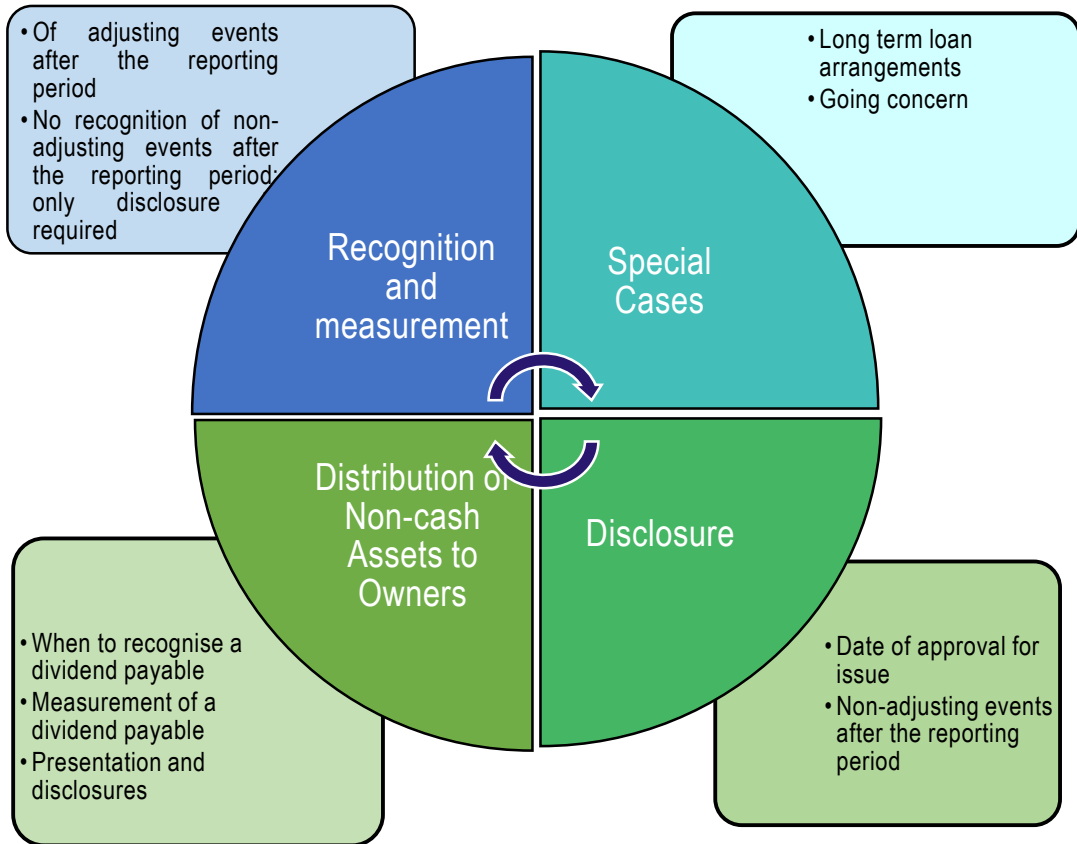 • Of adjusting events
after the reporting
period
• No recognition of non-
adjusting events after
the reporting period;
only disclosure
required
• Long term loan
arrangements
• Going concern
Recognition
and
measurement
Special
Cases
Distribution of
Non-cash
Assets to
Owners
Disclosure
• When to recognise a
dividend payable
• Measurement of a
dividend payable
• Presentation and
disclosures
• Date of approval for
issue
• Non-adjusting events
after the reporting
period